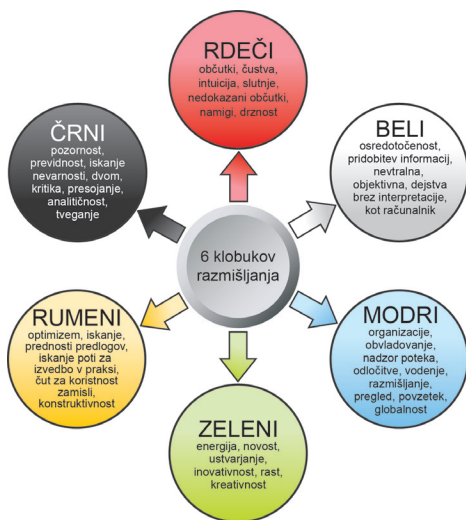 RDEČI
občutki, čustva,
intuicija, slutnje,
nedokazani občutki,
namigi, drznost
ČRNI
pozornost,
previdnost, iskanje
nevarnosti, dvom,
kritika, presojanje,
analitičnost,
tveganje
BELI
osredotočenost,
pridobitev informacij,
nevtralna,
objektivna, dejstva
brez interpretacije,
kot računalnik
6 klobukov
razmišljanja
RUMENI
optimizem, iskanje,
prednosti predlogov,
iskanje poti za
izvedbo v praksi,
čut za koristnost
zamisli,
konstruktivnost
MODRI
organizacije,
obvladovanje,
nadzor poteka,
odločitve, vodenje,
razmišljanje,
pregled, povzetek,
globalnost
ZELENI
energija, novost,
ustvarjanje,
inovativnost, rast,
kreativnost